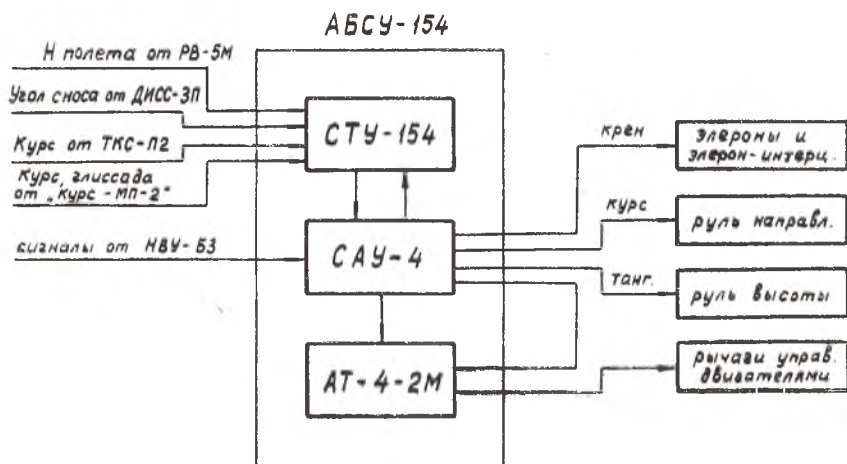 АБСУ-154
Н полета от РВ-5М
Угол сноса от ДИСС-3П
Курс от ТКС-П2
Курс, глиссада
от „Курс-МП-2"
сигналы от НВУ-Б3
СТУ-154
САУ-4
АТ-4-2М
крен
элероны и
элерон-интерц.
курс
руль направл.
танг.
руль высоты
рычаги управ.
двигателями